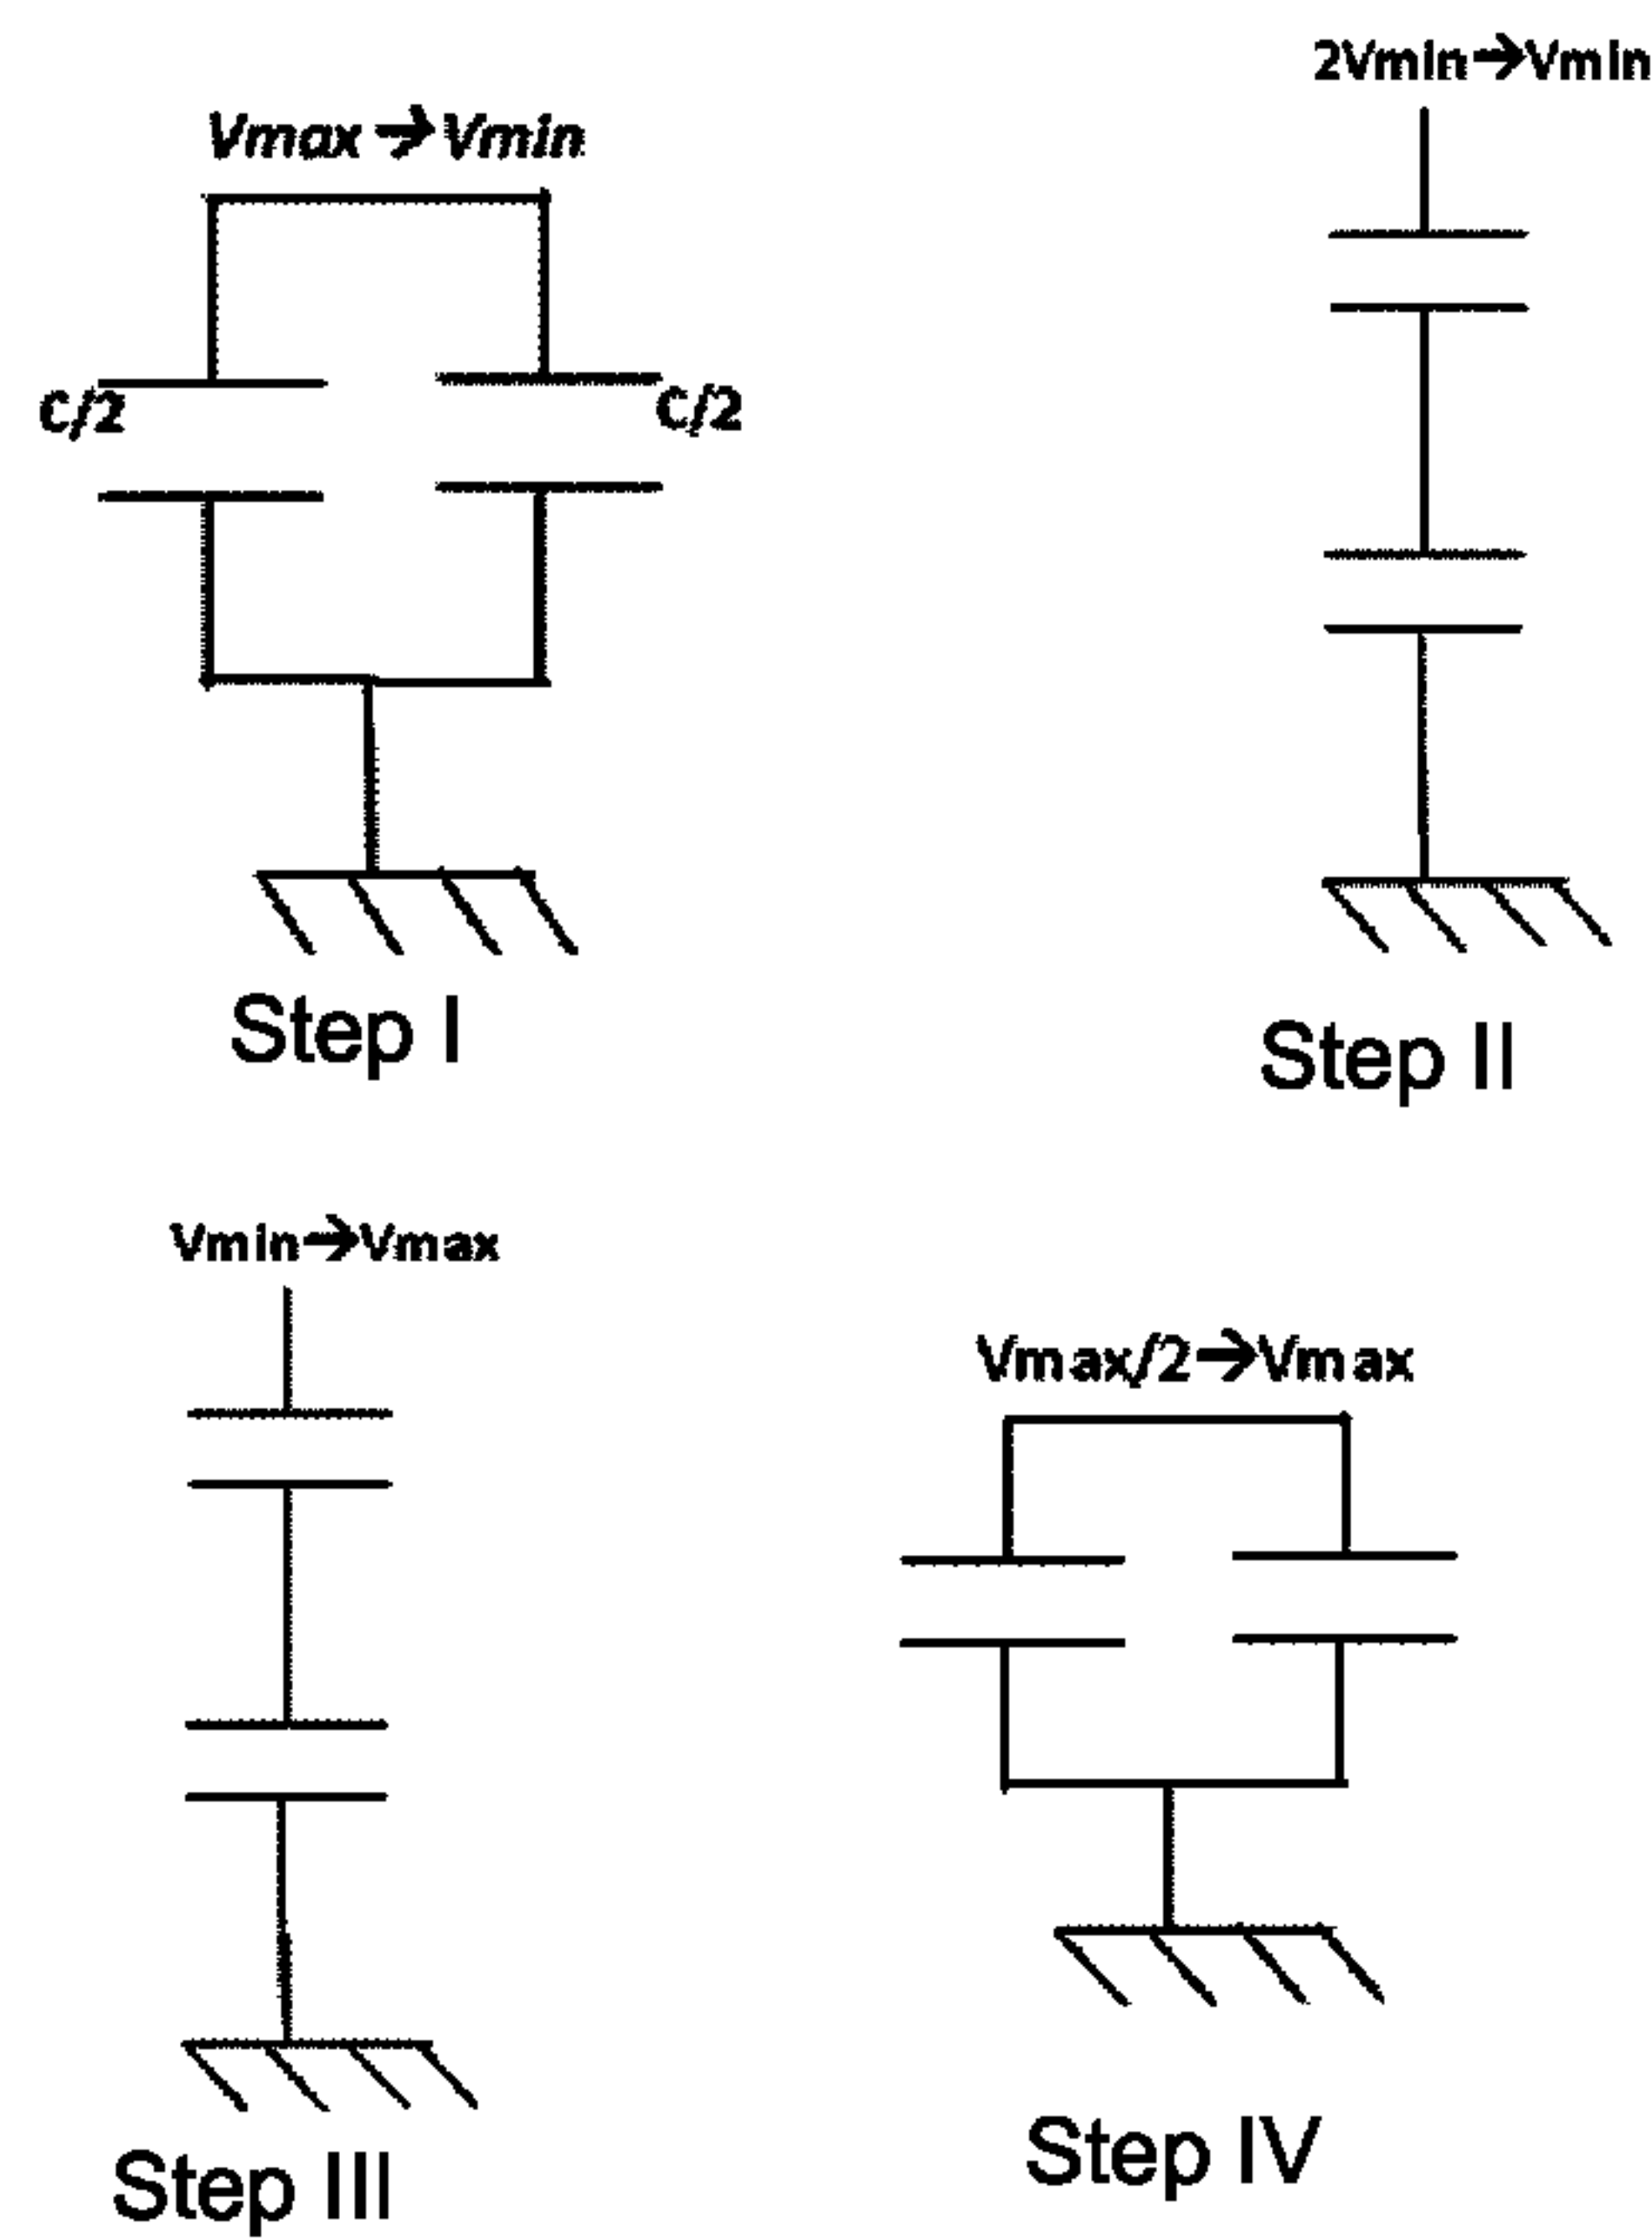 2Vmin→Vmin
Vmax→Vmin
C/2
C/2
Step I
Step II
Vmin→Vmax
Vmax/2→Vmax
Step III
Step IV